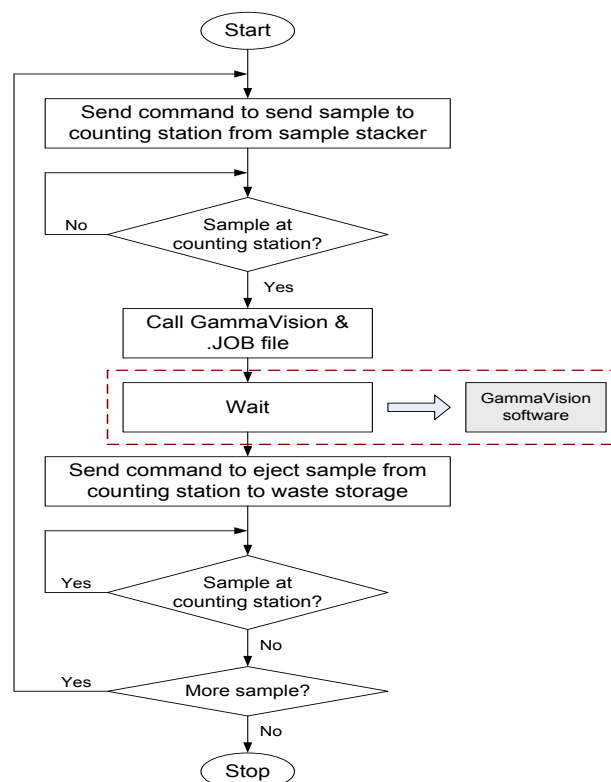 Start
Send command to send sample to
counting station from sample stacker
No
Sample at
counting station?
Yes
Call GammaVision &
.JOB file
Wait
GammaVision
software
Send command to eject sample from
counting station to waste storage
Yes
Sample at
counting station?
No
Yes
More sample?
No
Stop